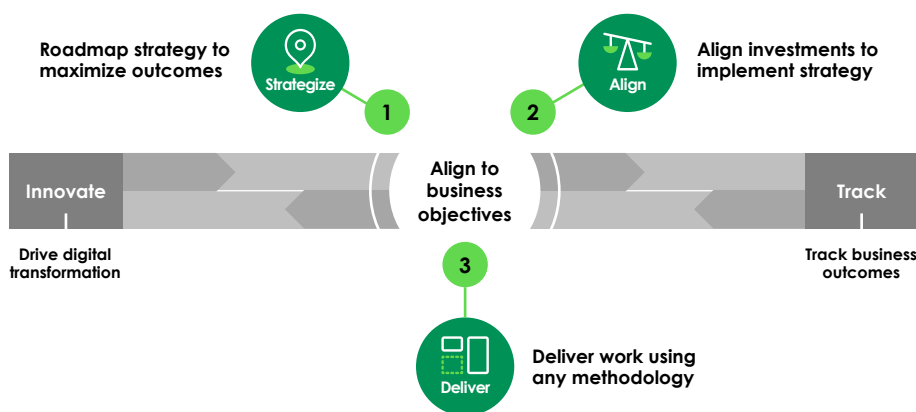 Roadmap strategy to
maximize outcomes
Strategize
1
Align investments to
implement strategy
Align
2
Innovate
Align to
business
objectives
Track
Drive digital
transformation
Track business
outcomes
3
Deliver
Deliver work using
any methodology